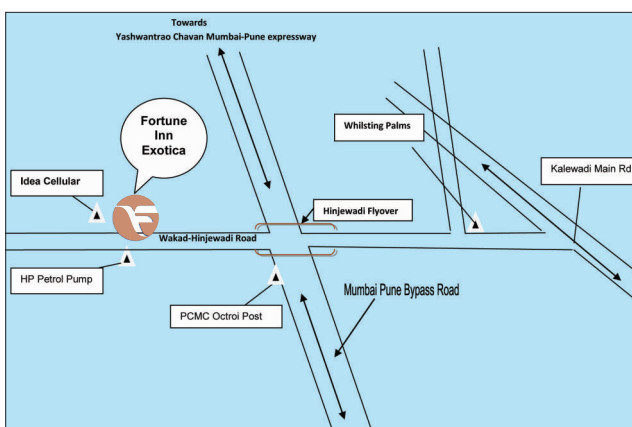 Towards
Yashwantrao Chavan Mumbai-Pune expressway
Fortune
Inn
Exotica
Whilsting Palms
Kalewadi Main Rd
Idea Cellular
Hinjewadi Flyover
Wakad-Hinjewadi Road
HP Petrol Pump
PCMC Octroi Post
Mumbai Pune Bypass Road